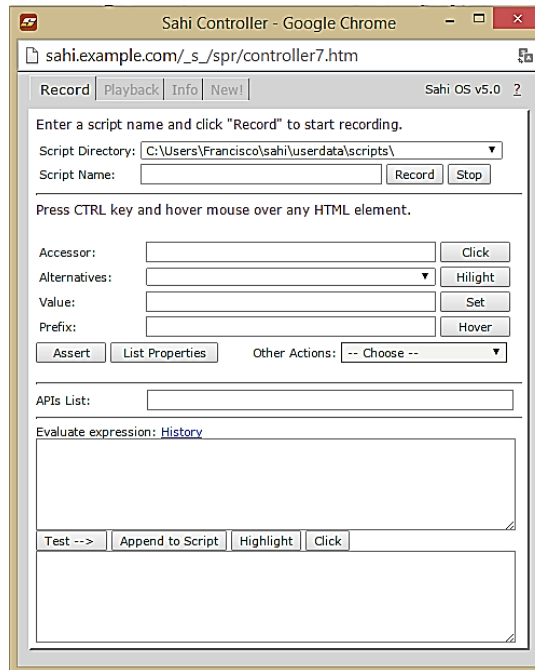 Sahi Controller - Google Chrome
sahi.example.com/_s_/spr/controller7.htm
Record Playback Info New! Sahi OS v5.0 ?
Enter a script name and click "Record" to start recording.
Script Directory: C:\Users\Francisco\sahi\userdata\scripts\
Script Name: Record Stop
Press CTRL key and hover mouse over any HTML element.
Accessor: Click
Alternatives: Hilight
Value: Set
Prefix: Hover
Assert List Properties Other Actions: -- Choose --
APIs List:
Evaluate expression: History
Test --> Append to Script Highlight Click